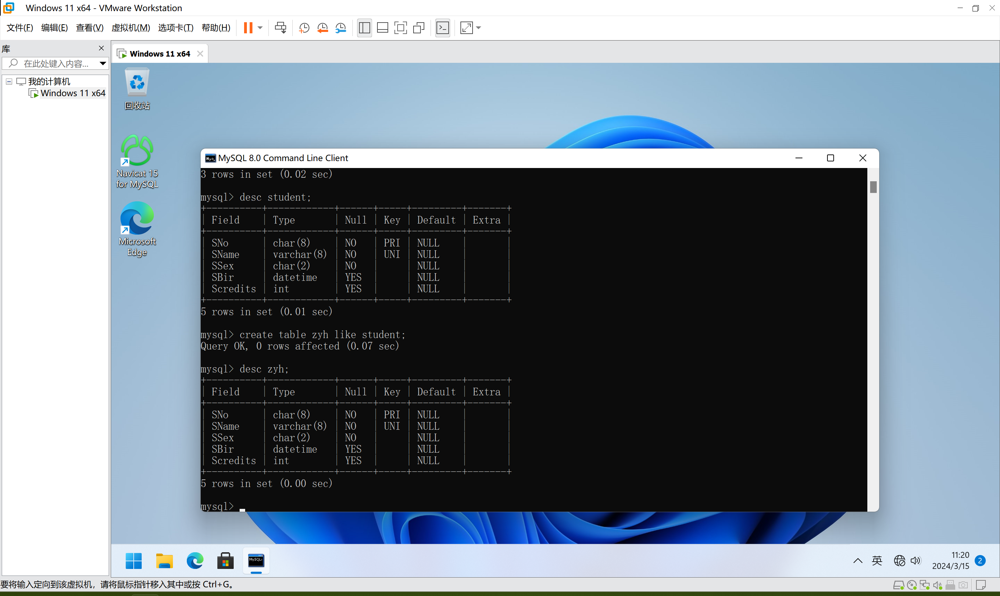 Windows 11 x64 - VMware Workstation
文件(F) 编辑(E) 查看(V) 虚拟机(M) 选项卡(T) 帮助(H)
库
在此处键入内容...
我的计算机
Windows 11 x64
Windows 11 x64
回收站
Navicat 15
for MySQL
Microsoft
Edge
MySQL 8.0 Command Line Client
3 rows in set (0.02 sec)
mysql> desc student;
+----------+------------+------+-----+---------+-------+
| Field    | Type       | Null | Key | Default | Extra |
+----------+------------+------+-----+---------+-------+
| SNo      | char(8)    | NO   | PRI | NULL    |       |
| SName    | varchar(8) | NO   | UNI | NULL    |       |
| SSex     | char(2)    | NO   |     | NULL    |       |
| SBir     | datetime   | YES  |     | NULL    |       |
| Scredits | int        | YES  |     | NULL    |       |
+----------+------------+------+-----+---------+-------+
5 rows in set (0.01 sec)
mysql> create table zyh like student;
Query OK, 0 rows affected (0.07 sec)
mysql> desc zyh;
+----------+------------+------+-----+---------+-------+
| Field    | Type       | Null | Key | Default | Extra |
+----------+------------+------+-----+---------+-------+
| SNo      | char(8)    | NO   | PRI | NULL    |       |
| SName    | varchar(8) | NO   | UNI | NULL    |       |
| SSex     | char(2)    | NO   |     | NULL    |       |
| SBir     | datetime   | YES  |     | NULL    |       |
| Scredits | int        | YES  |     | NULL    |       |
+----------+------------+------+-----+---------+-------+
5 rows in set (0.00 sec)
mysql>
MySQL>
英
11:20
2024/3/15
2
要将输入定向到该虚拟机，请将鼠标指针移入其中或按 Ctrl+G。